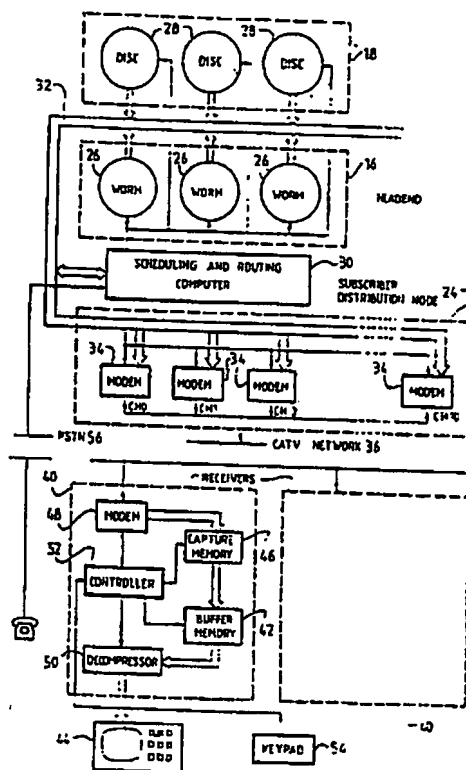 28 28 28
DISC DISC DISC
18
32
26 26 26
16
WORM WORM WORM
HEADEND
SCHEDULING AND ROUTING
COMPUTER
30
SUBSCRIBER
DISTRIBUTION NODE
24
34 34 34 34
MODEM MODEM MODEM MODEM
CH0 CH1
PSTN 56
CATV NETWORK 36
40
RECEIVERS
48
MODEM
CAPTURE
MEMORY
46
52
CONTROLLER
BUFFER
MEMORY
42
50
DECOMPRESSOR
40
44
KEYPAD
54